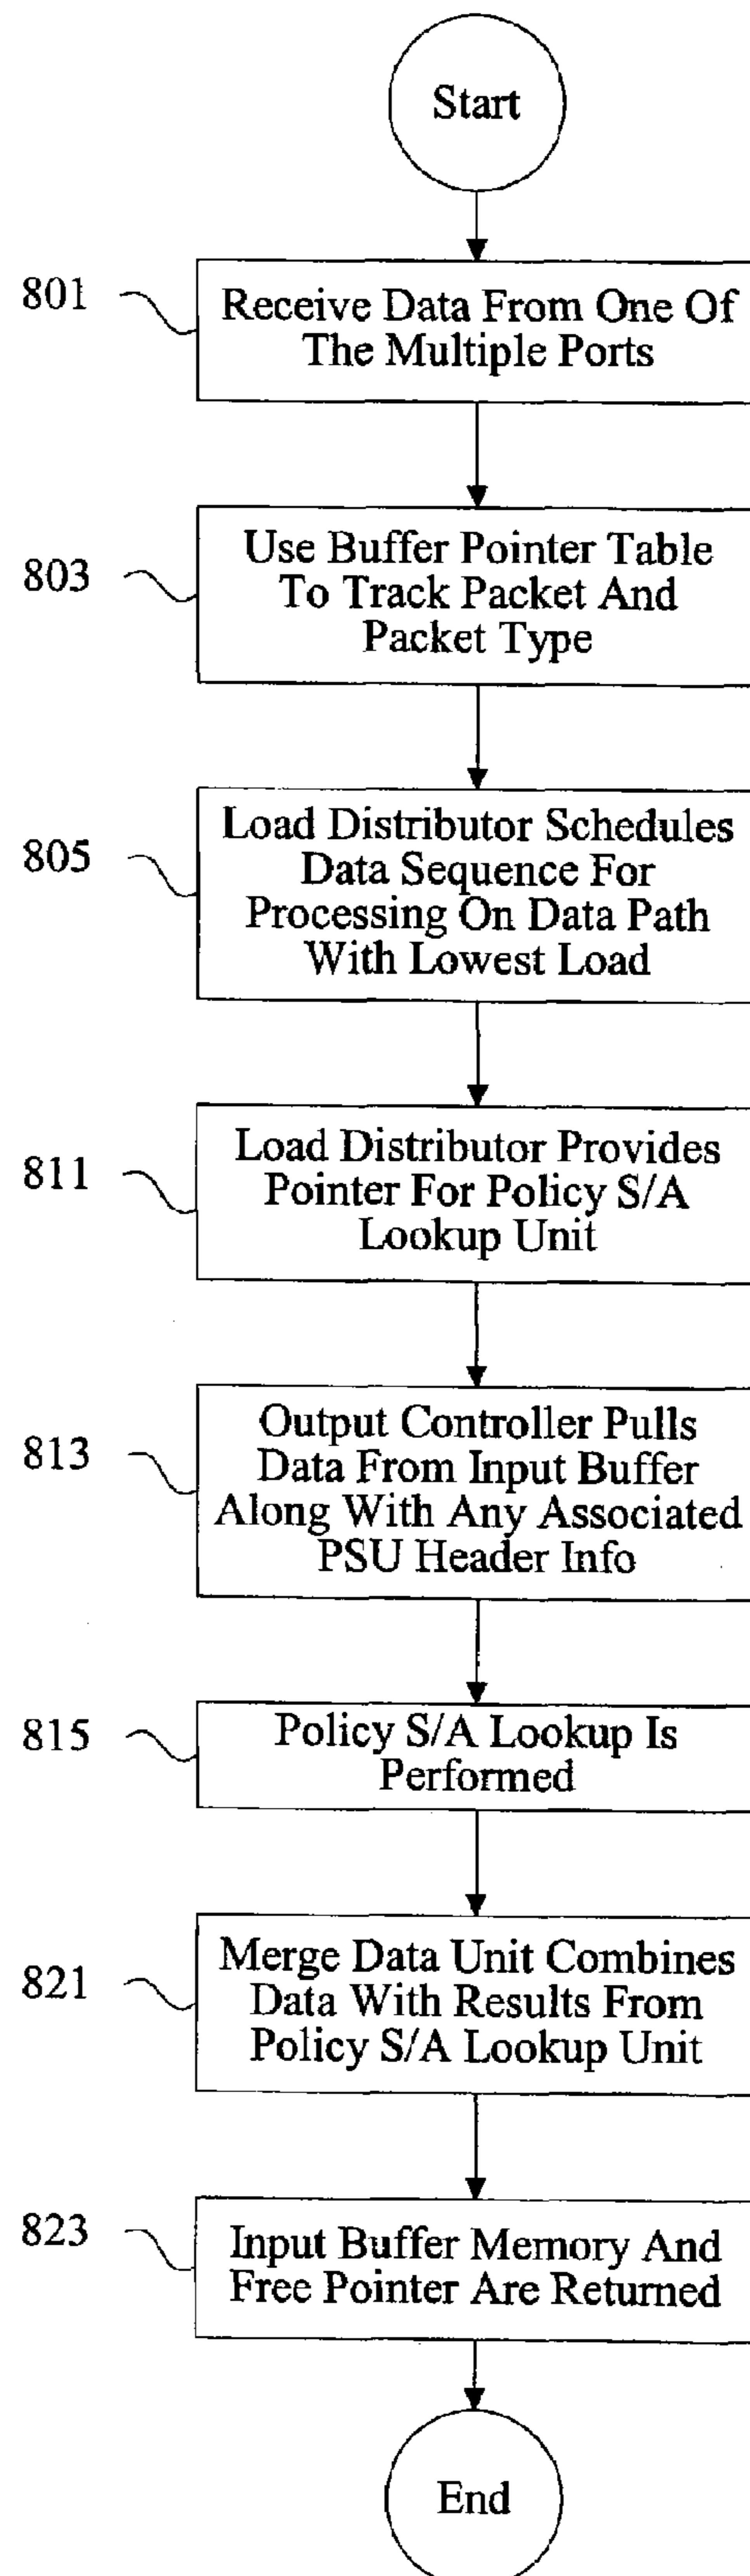 Start
801
Receive Data From One Of
The Multiple Ports
803
Use Buffer Pointer Table
To Track Packet And
Packet Type
805
Load Distributor Schedules
Data Sequence For
Processing On Data Path
With Lowest Load
811
Load Distributor Provides
Pointer For Policy S/A
Lookup Unit
813
Output Controller Pulls
Data From Input Buffer
Along With Any Associated
PSU Header Info
815
Policy S/A Lookup Is
Performed
821
Merge Data Unit Combines
Data With Results From
Policy S/A Lookup Unit
823
Input Buffer Memory And
Free Pointer Are Returned
End